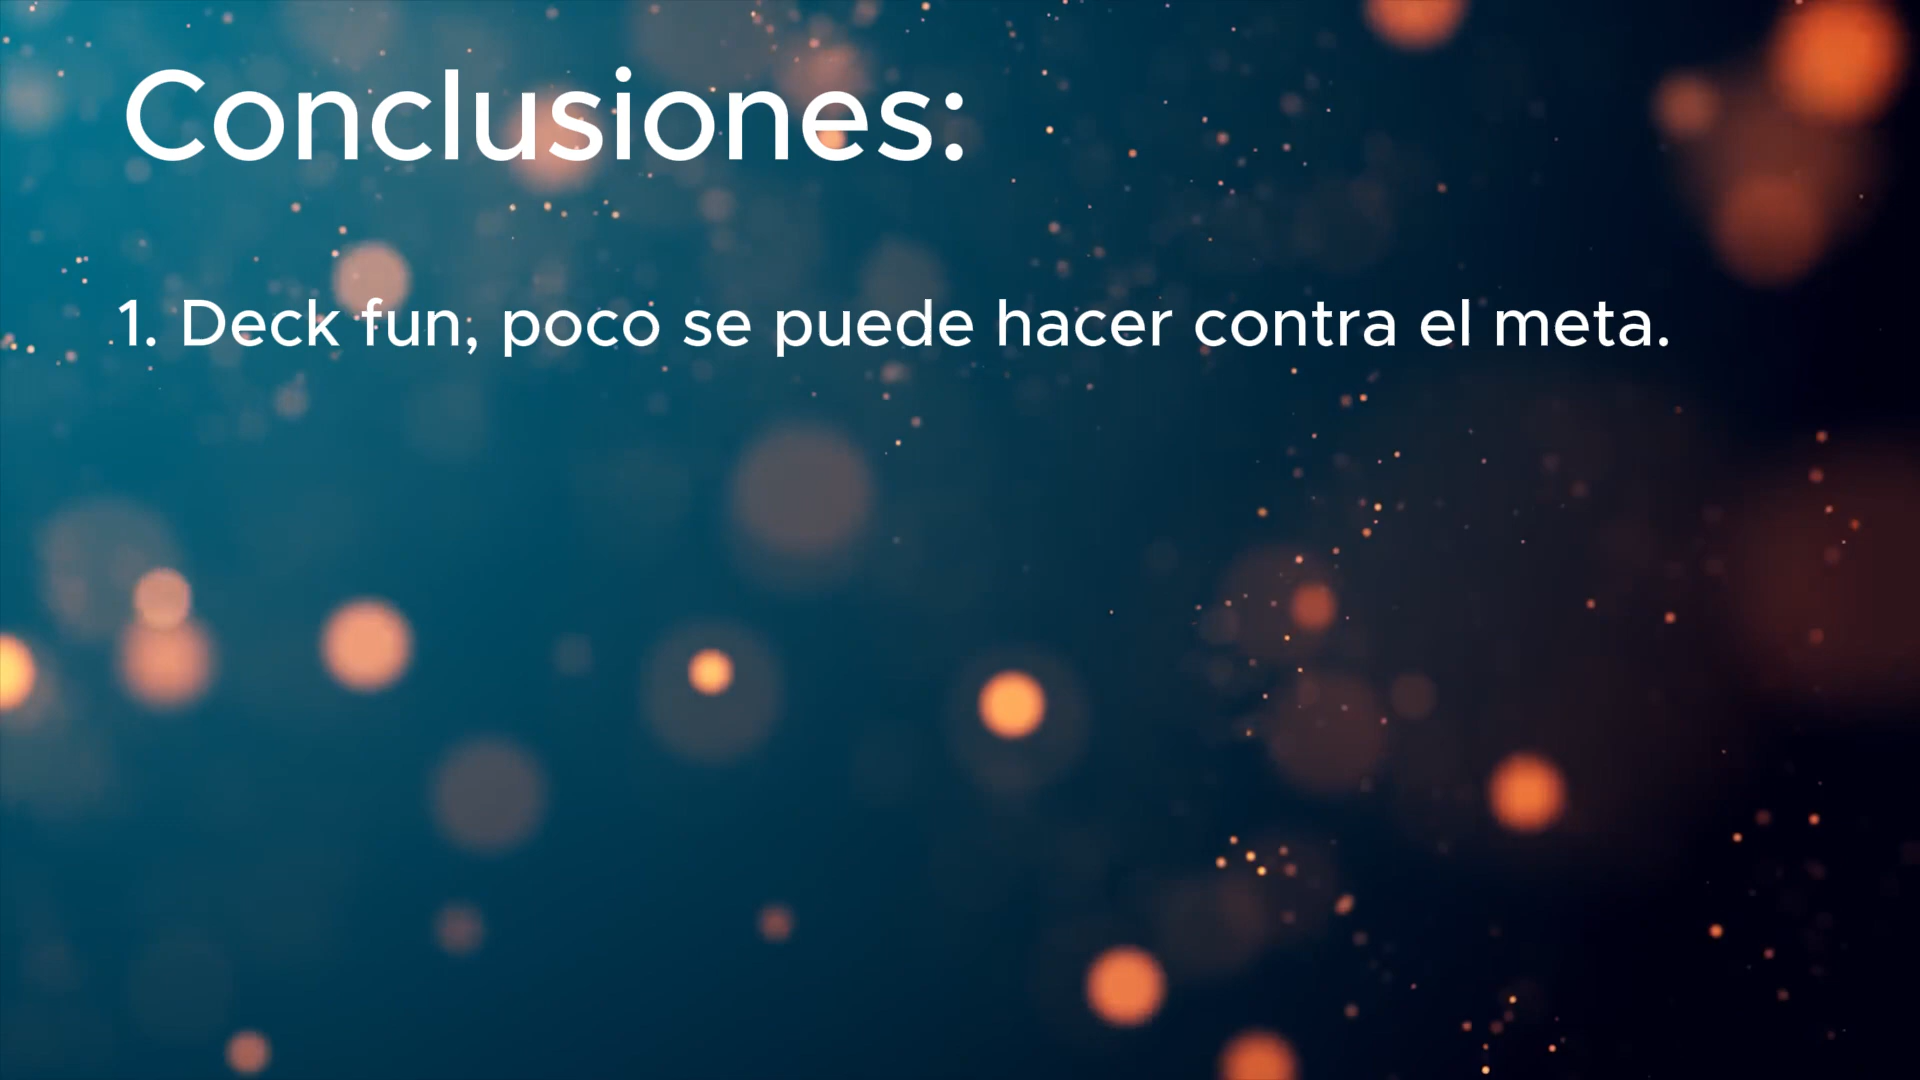 Conclusiones:
1. Deck fun, poco se puede hacer contra el meta.